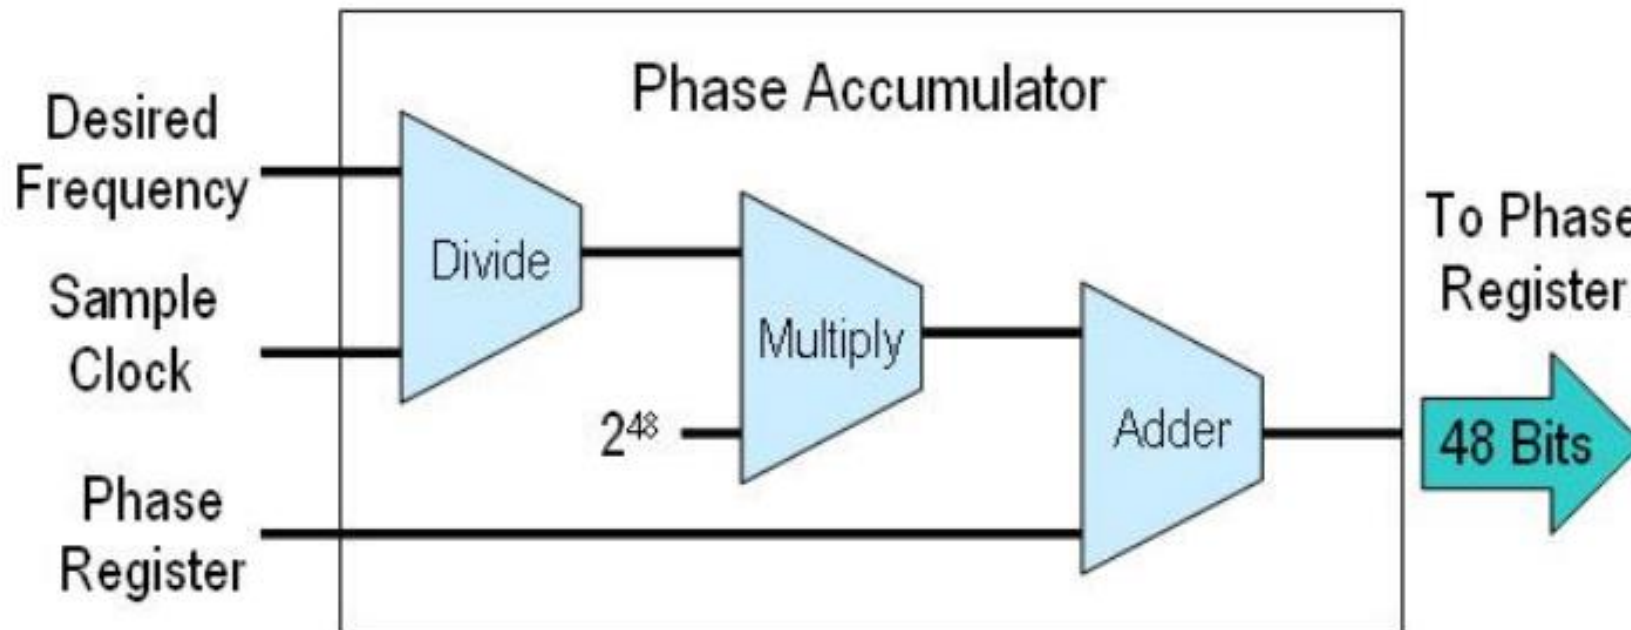 Phase Accumulator
Desired
Frequency
Sample
Clock
Phase
Register
Divide
Multiply
2⁴⁸
Adder
To Phase
Register
48 Bits